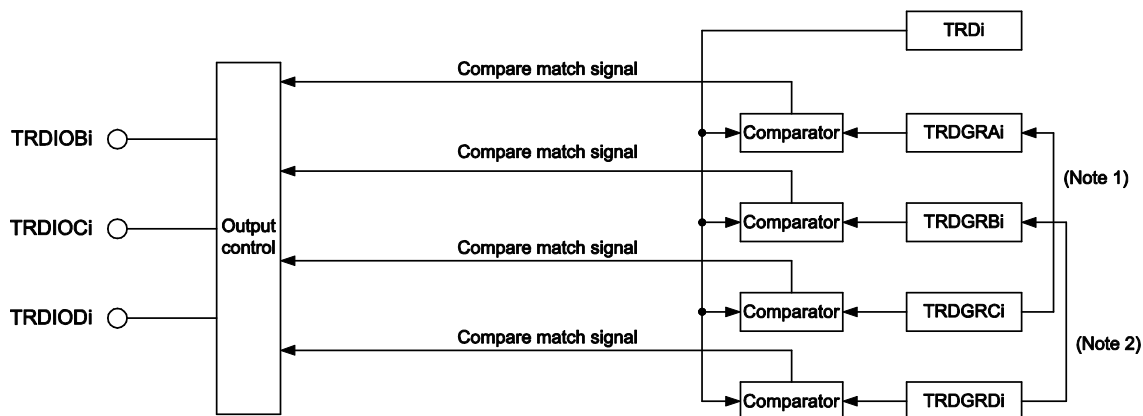 TRDi
Compare match signal
TRDIOBi
Comparator
TRDGRAi
Compare match signal
(Note 1)
TRDIOCi
Output
control
Comparator
TRDGRBi
Compare match signal
TRDIODi
Comparator
TRDGRCi
Compare match signal
(Note 2)
Comparator
TRDGRDi